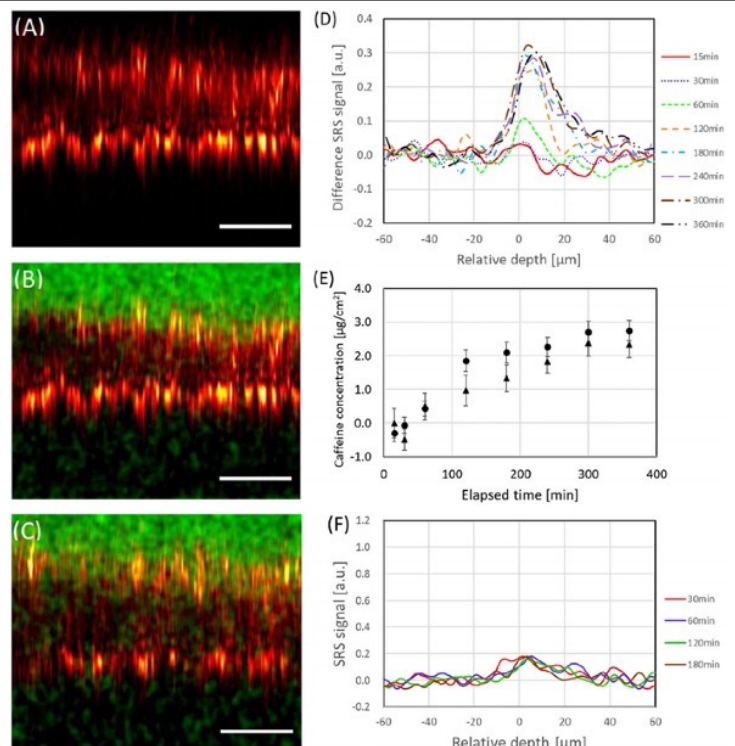 (A)
(B)
(C)
(D)
Difference SRS signal [a.u.]
0.4
0.3
0.2
0.1
0.0
-0.1
-0.2
-60 -40 -20 0 20 40 60
Relative depth [µm]
15min
30min
60min
120min
180min
240min
300min
360min
(E)
Caffeine concentration [µg/cm²]
4.0
3.0
2.0
1.0
0.0
-1.0
0 100 200 300 400
Elapsed time [min]
(F)
SRS signal [a.u.]
1.2
1.0
0.8
0.6
0.4
0.2
0.0
-0.2
-60 -40 -20 0 20 40 60
Relative depth [µm]
30min
60min
120min
180min